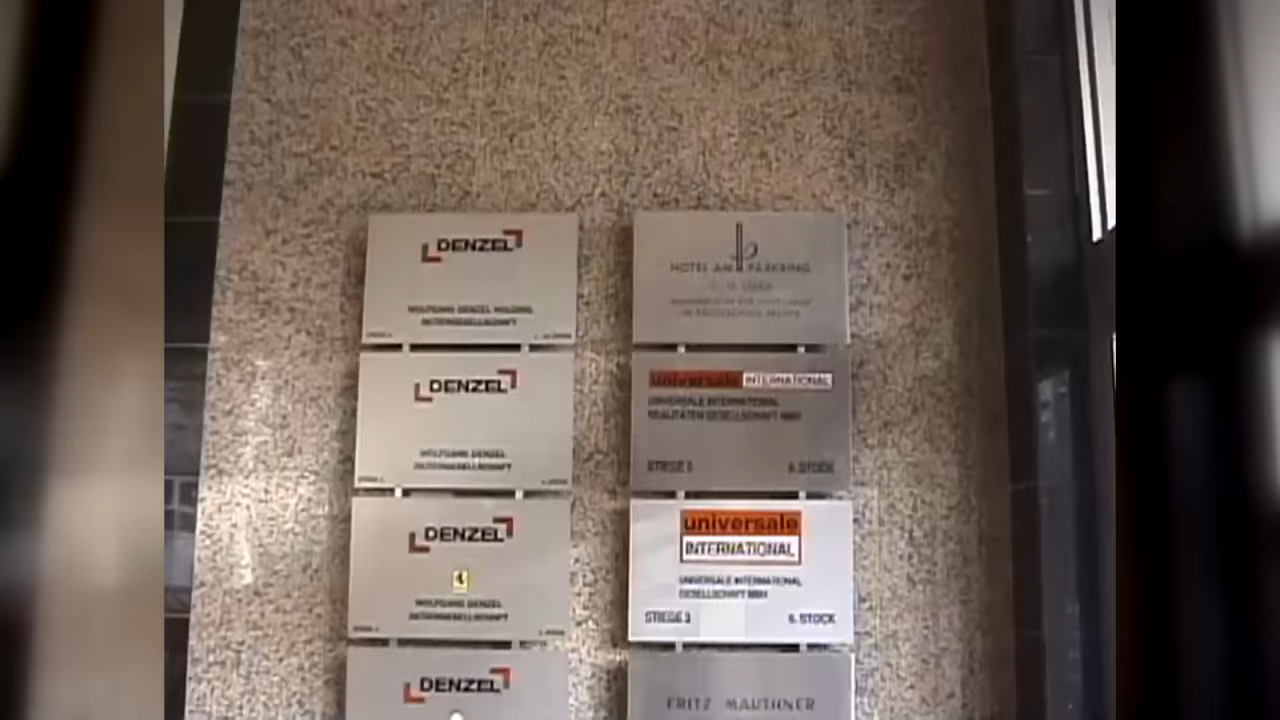 DENZEL
WOLFGANG DENZEL HOLDING
AKTIENGESELLSCHAFT
DENZEL
WOLFGANG DENZEL
AKTIENGESELLSCHAFT
DENZEL
WOLFGANG DENZEL
AKTIENGESELLSCHAFT
DENZEL
HOTEL AM PARKRING
universale INTERNATIONAL
UNIVERSALE INTERNATIONAL
REALITÄTEN GESELLSCHAFT MBH
STIEGE 3 6. STOCK
universale
INTERNATIONAL
UNIVERSALE INTERNATIONAL
GESELLSCHAFT MBH
STIEGE 3 6. STOCK
FRITZ MAUTHNER